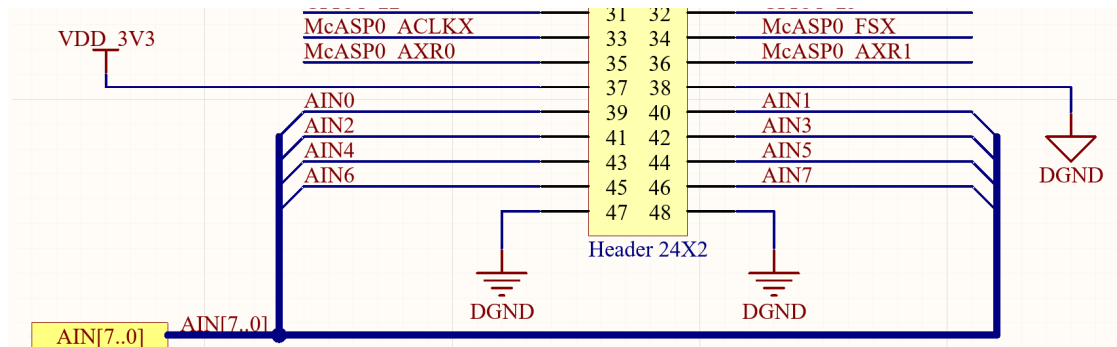 31 32
McASP0_ACLKX 33 34 McASP0_FSX
VDD_3V3
McASP0_AXR0 35 36 McASP0_AXR1
37 38
AIN0 39 40 AIN1
AIN2 41 42 AIN3
AIN4 43 44 AIN5
DGND
AIN6 45 46 AIN7
47 48
Header 24X2
DGND DGND
AIN[7..0]
AIN[7..0]